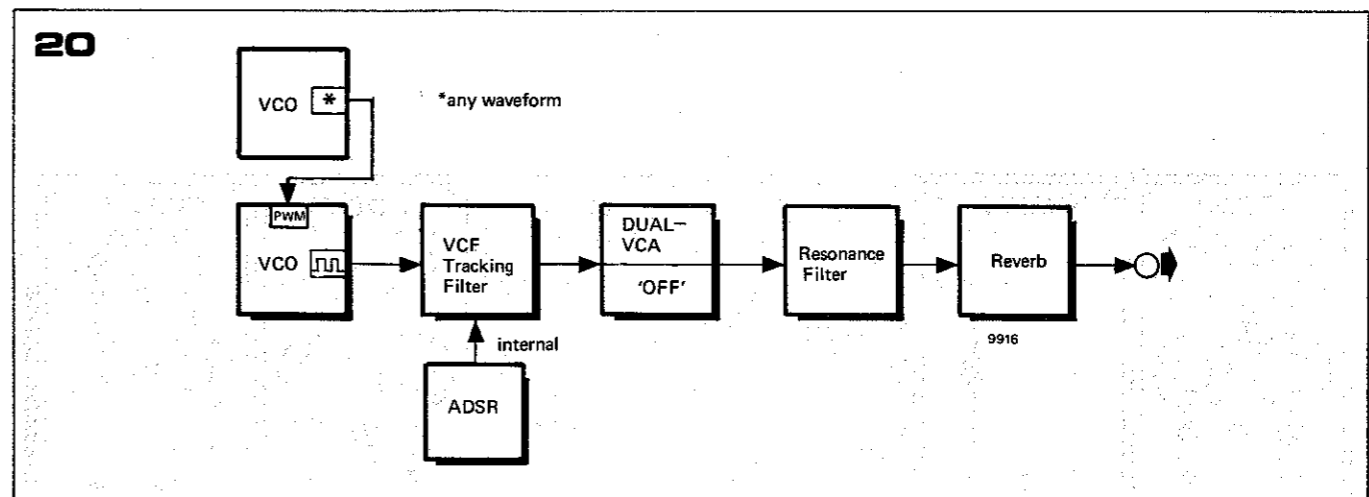 20
VCO *
*any waveform
PWM
VCO
VCF
Tracking
Filter
DUAL–
VCA
'OFF'
Resonance
Filter
Reverb
9916
internal
ADSR